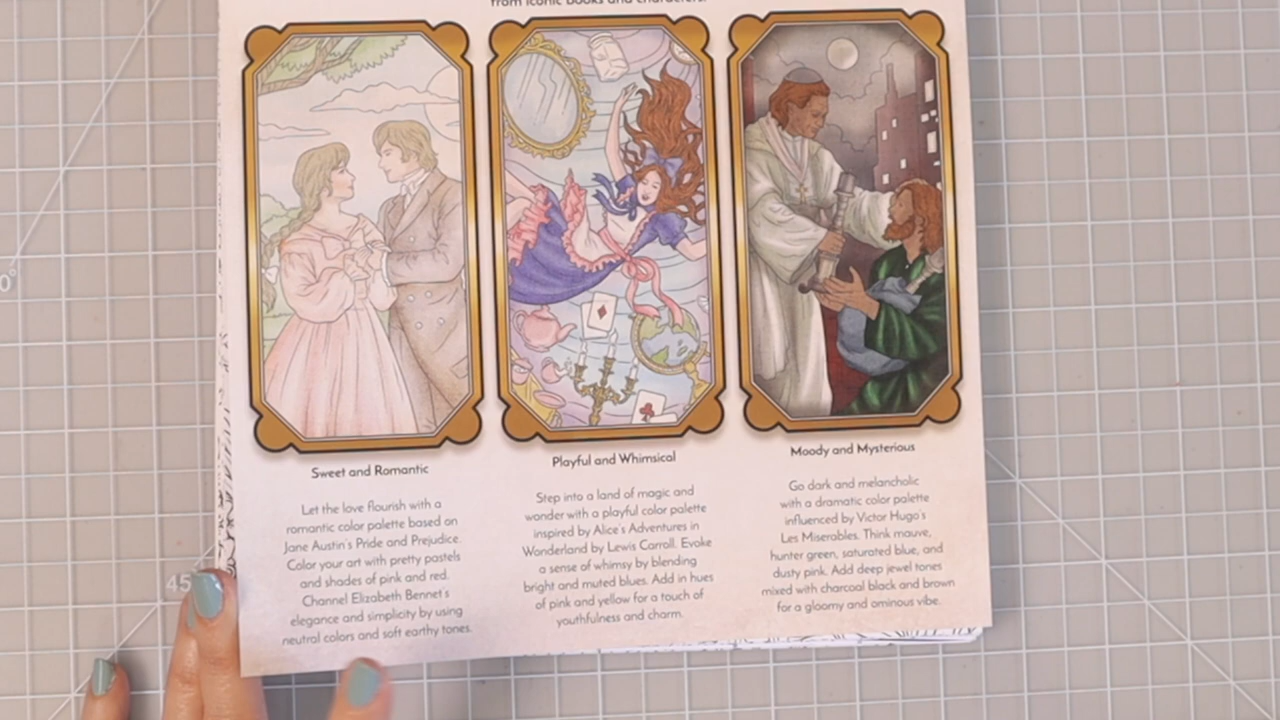 from iconic books and characters.
Sweet and Romantic
Let the love flourish with a
romantic color palette based on
Jane Austin's Pride and Prejudice.
Color your art with pretty pastels
and shades of pink and red.
Channel Elizabeth Bennet's
elegance and simplicity by using
neutral colors and soft earthy tones.
Playful and Whimsical
Step into a land of magic and
wonder with a playful color palette
inspired by Alice's Adventures in
Wonderland by Lewis Carroll. Evoke
a sense of whimsy by blending
bright and muted blues. Add in hues
of pink and yellow for a touch of
youthfulness and charm.
Moody and Mysterious
Go dark and melancholic
with a dramatic color palette
influenced by Victor Hugo's
Les Miserables. Think mauve,
hunter green, saturated blue, and
dusty pink. Add deep jewel tones
mixed with charcoal black and brown
for a gloomy and ominous vibe.
0°
45